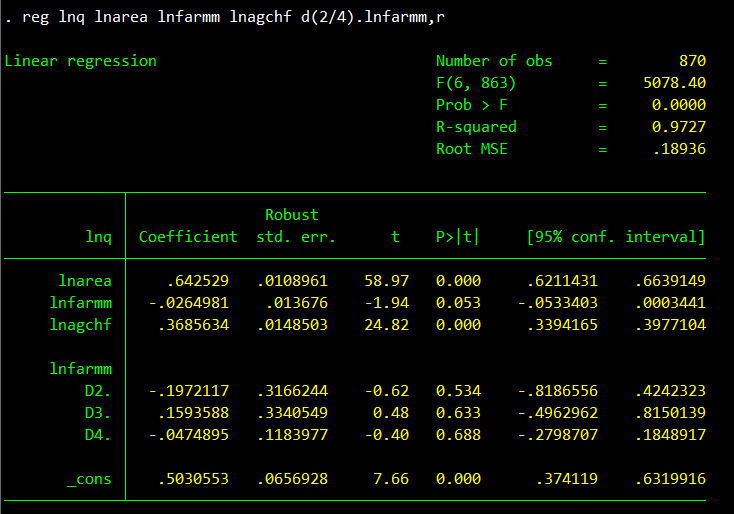 . reg lnq lnarea lnfarmm lnagchf d(2/4).lnfarmm,r
Linear regression Number of obs = 870
F(6, 863) = 5078.40
Prob > F = 0.0000
R-squared = 0.9727
Root MSE = .18936
Robust
lnq Coefficient std. err. t P>|t| [95% conf. interval]
lnarea .642529 .0108961 58.97 0.000 .6211431 .6639149
lnfarmm -.0264981 .013676 -1.94 0.053 -.0533403 .0003441
lnagchf .3685634 .0148503 24.82 0.000 .3394165 .3977104
lnfarmm
D2. -.1972117 .3166244 -0.62 0.534 -.8186556 .4242323
D3. .1593588 .3340549 0.48 0.633 -.4962962 .8150139
D4. -.0474895 .1183977 -0.40 0.688 -.2798707 .1848917
_cons .5030553 .0656928 7.66 0.000 .374119 .6319916